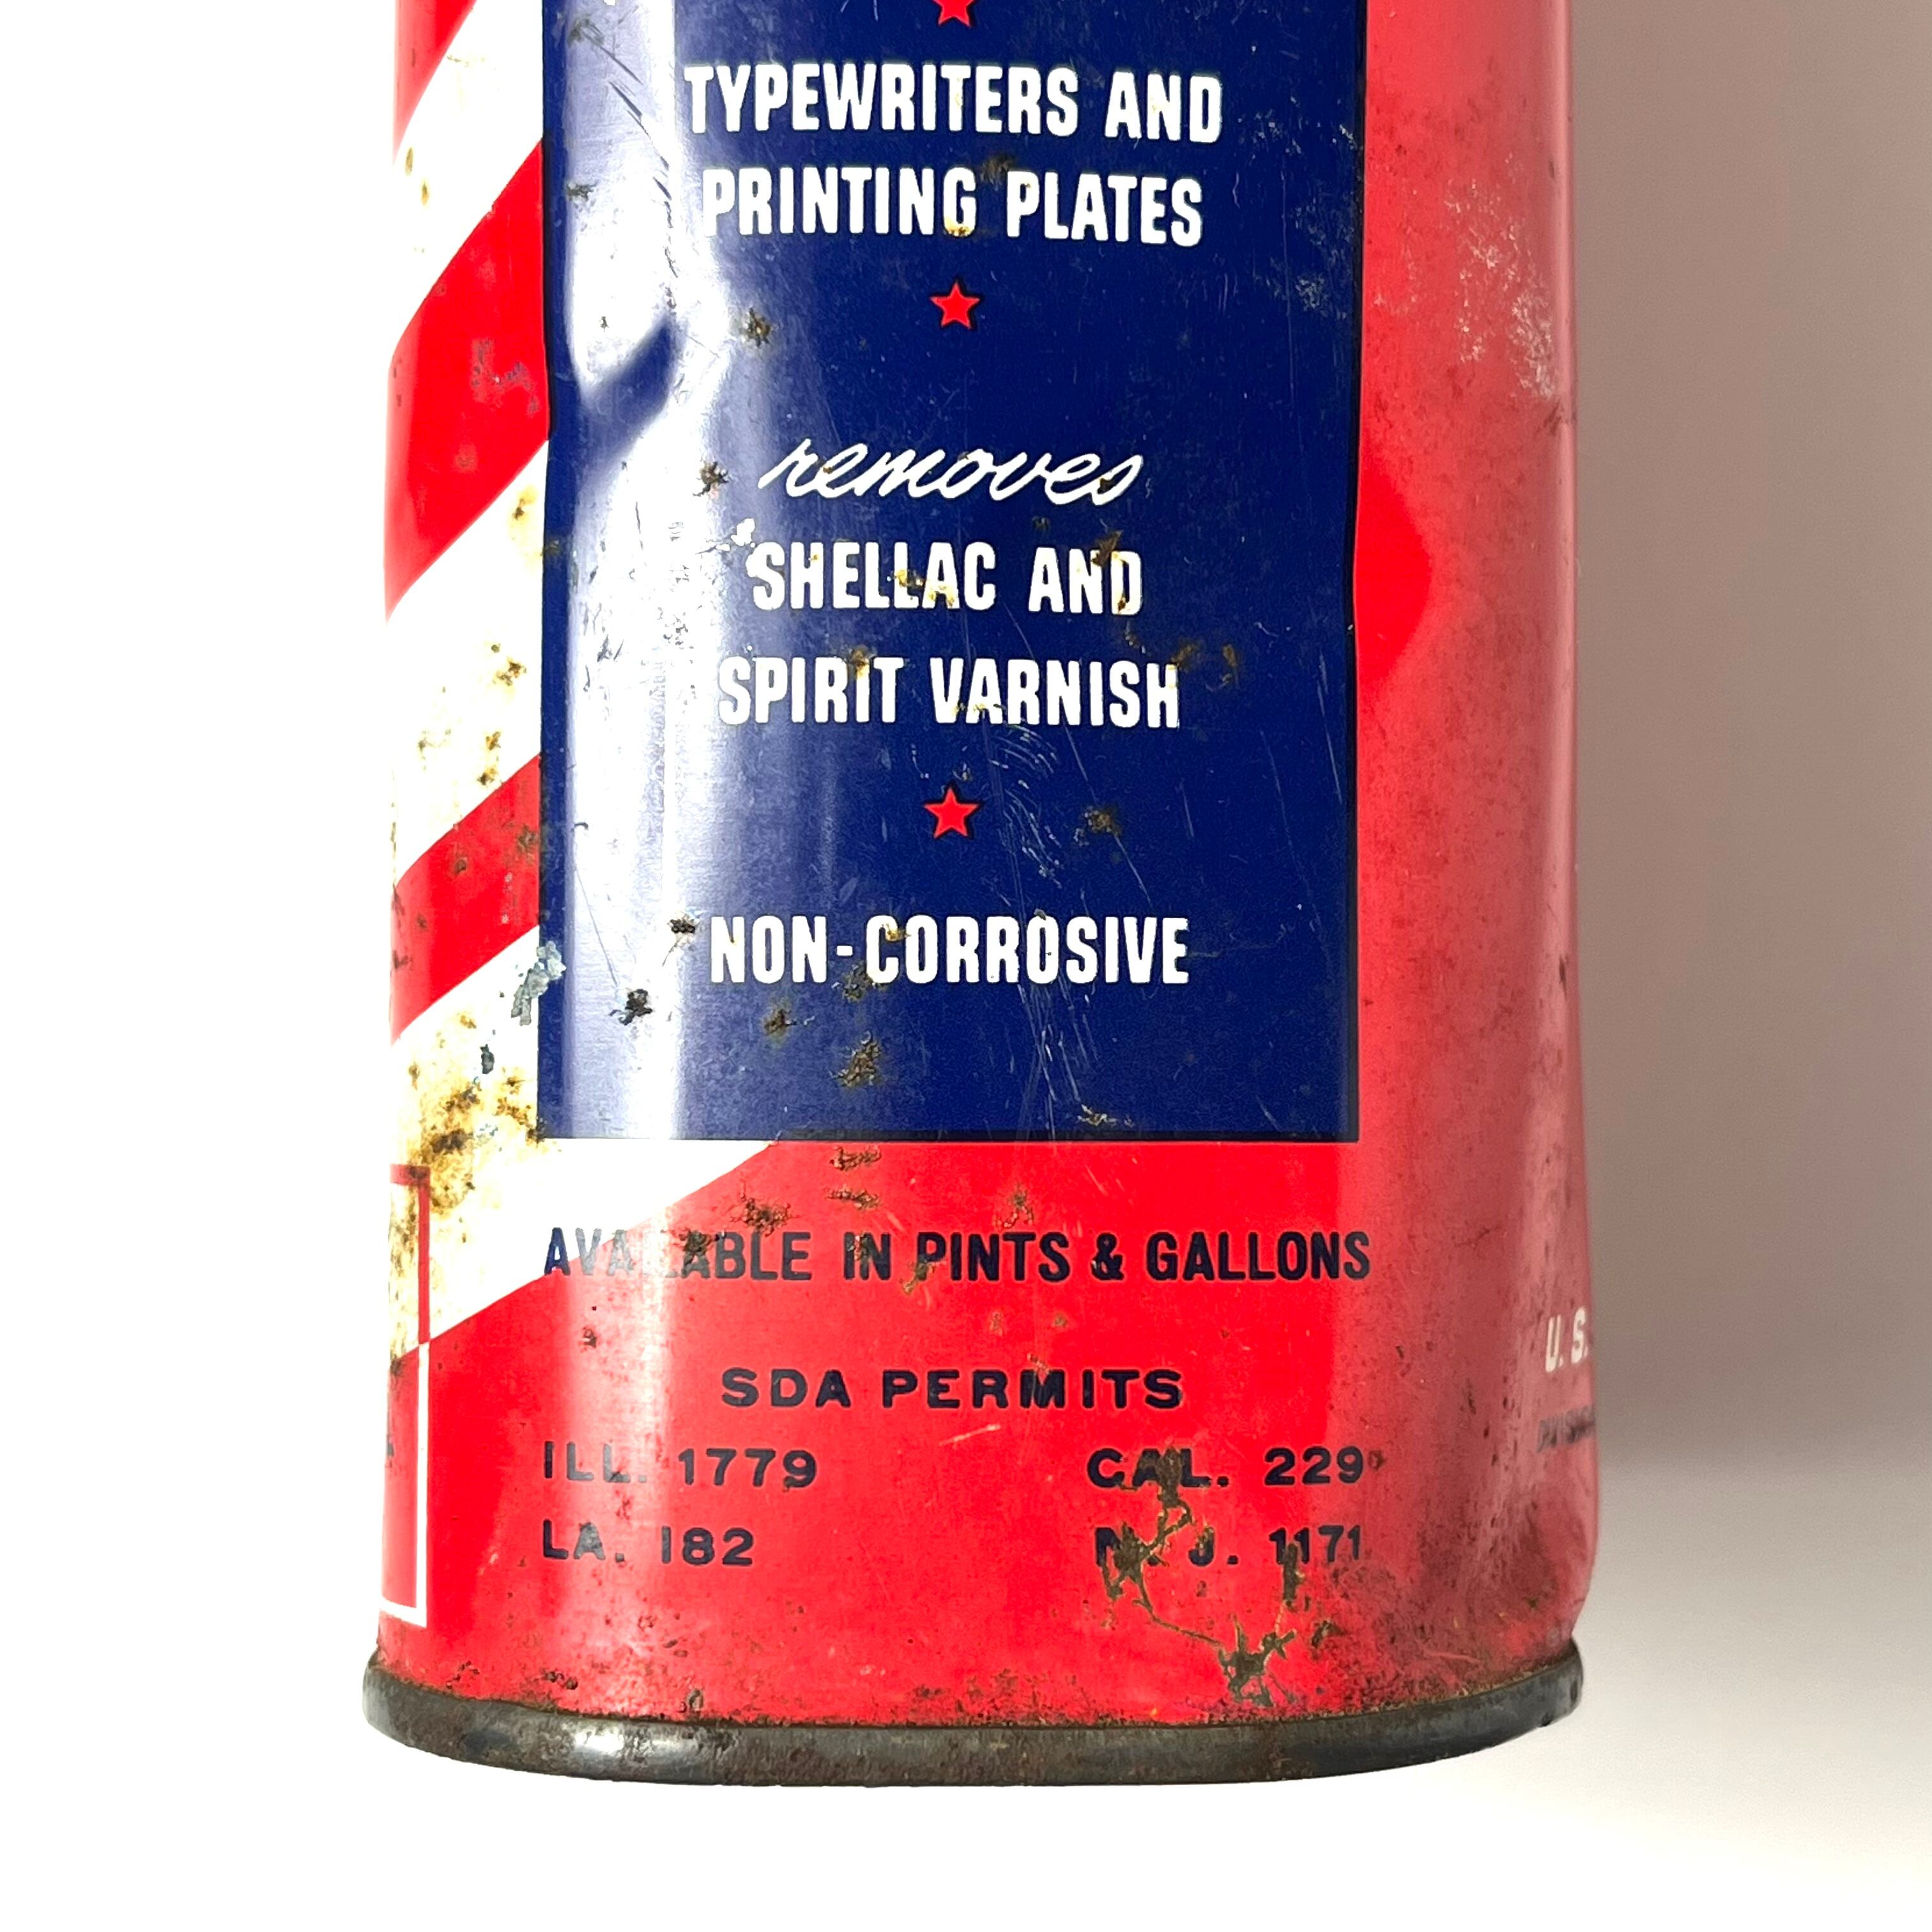 TYPEWRITERS AND
PRINTING PLATES
removes
SHELLAC AND
SPIRIT VARNISH
NON-CORROSIVE
AVAILABLE IN PINTS & GALLONS
SDA PERMITS
ILL. 1779 CAL. 229
LA. 182 N. J. 1171
U. S.